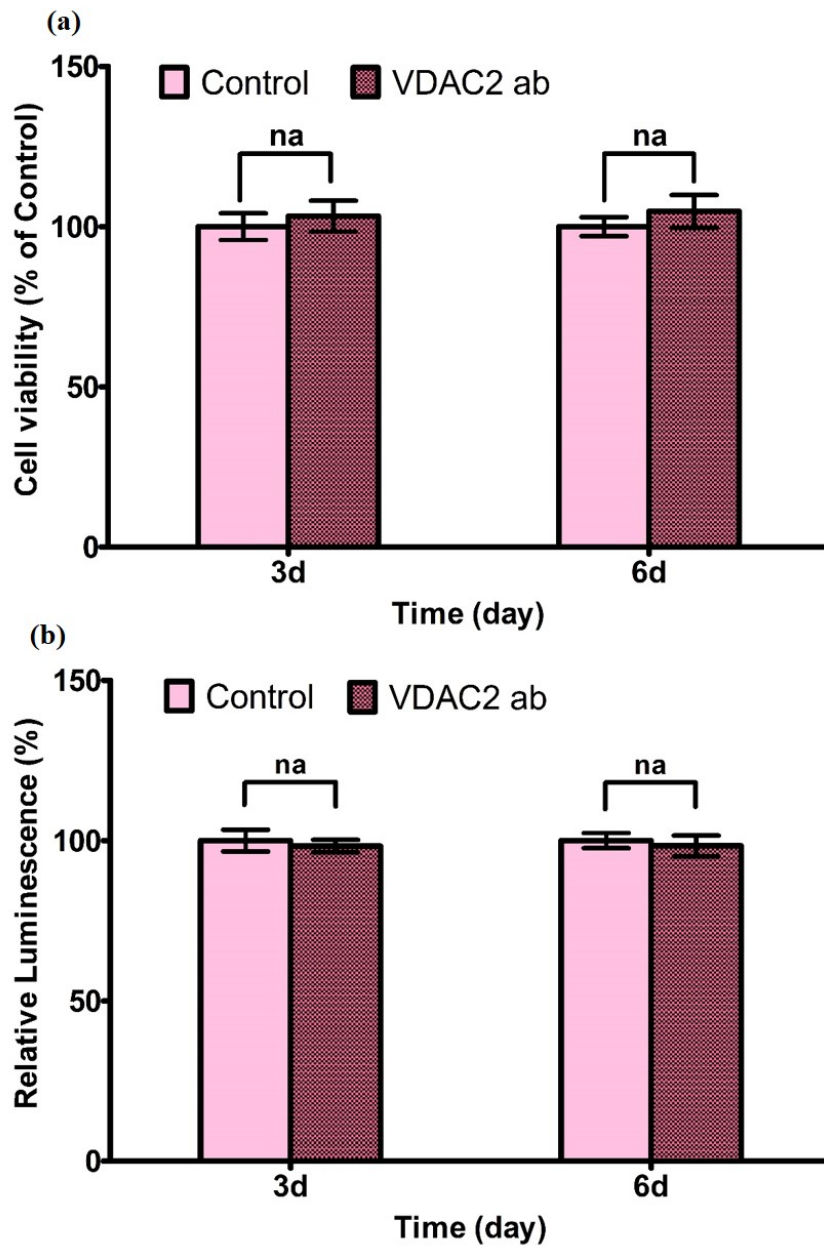 (a)
150
Control VDAC2 ab
na na
100
Cell viability (% of Control)
50
0
3d 6d
Time (day)
(b)
150
Control VDAC2 ab
na na
100
Relative Luminescence (%)
50
0
3d 6d
Time (day)